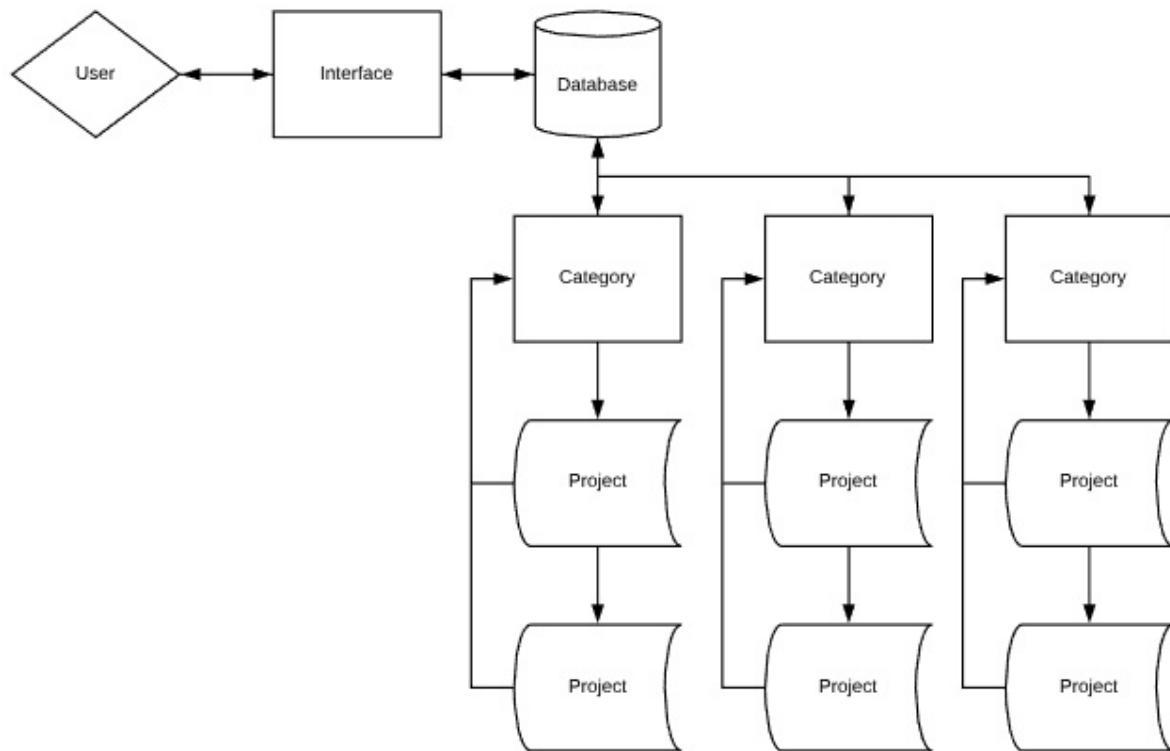 User
Interface
Database
Category
Category
Category
Project
Project
Project
Project
Project
Project